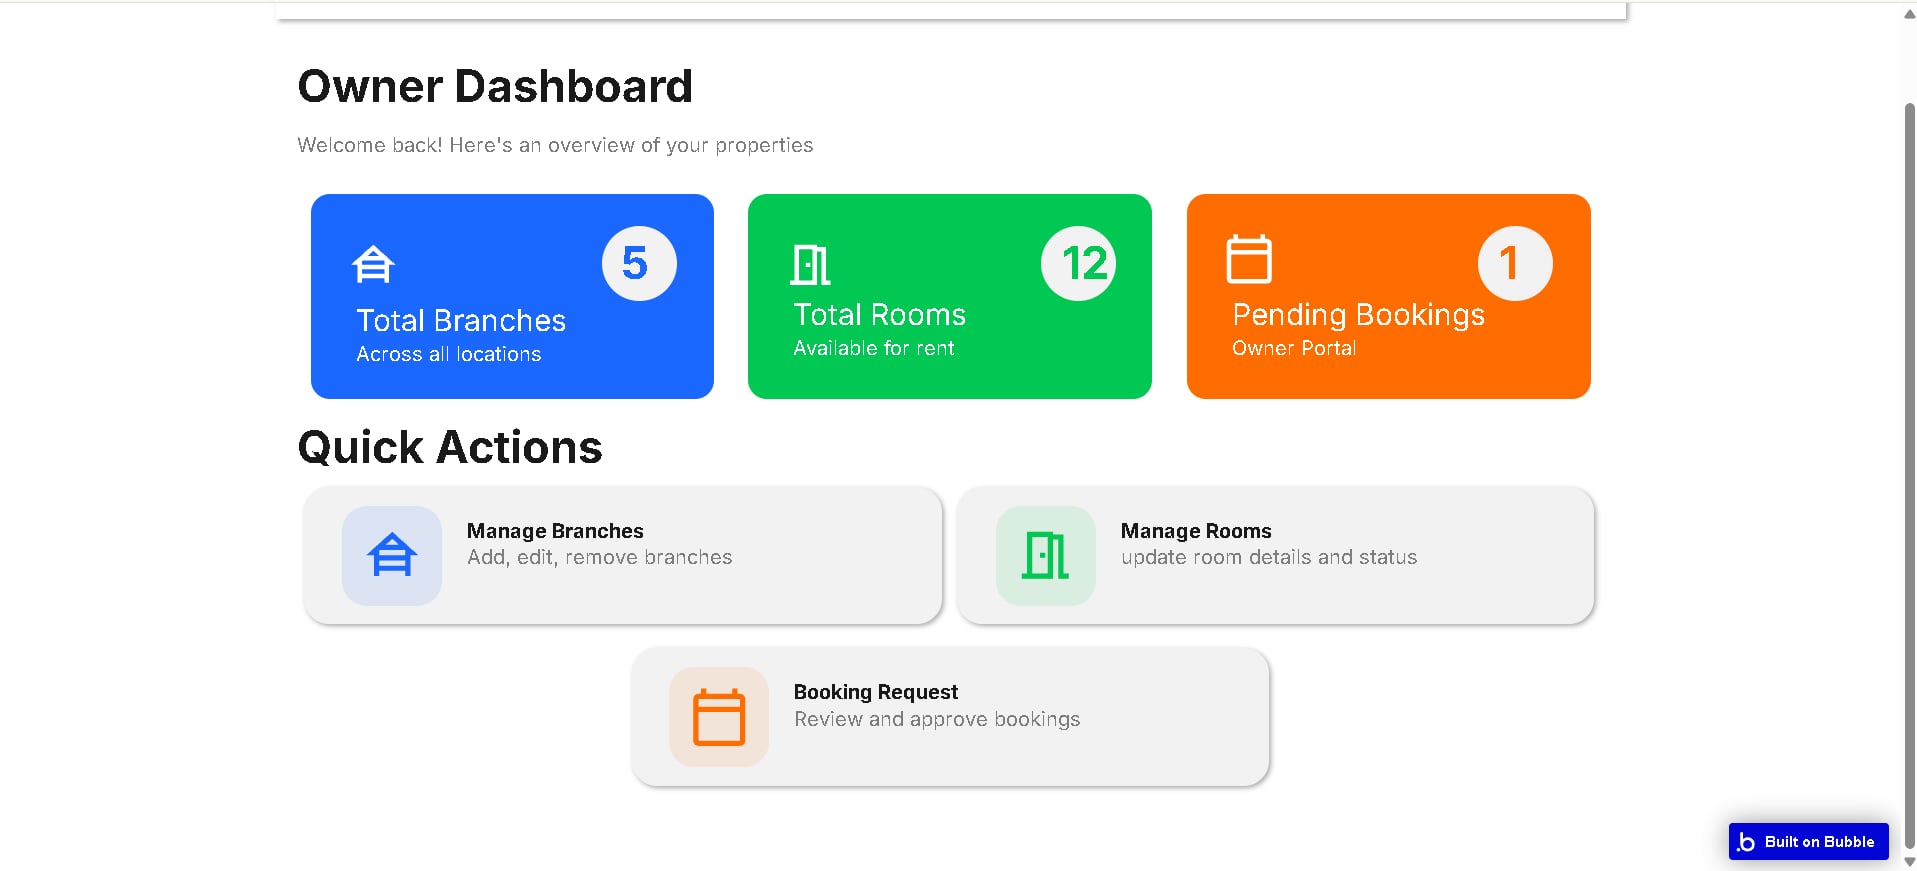 Owner Dashboard
Welcome back! Here's an overview of your properties
5
Total Branches
Across all locations
12
Total Rooms
Available for rent
1
Pending Bookings
Owner Portal
Quick Actions
Manage Branches
Add, edit, remove branches
Manage Rooms
update room details and status
Booking Request
Review and approve bookings
Built on Bubble